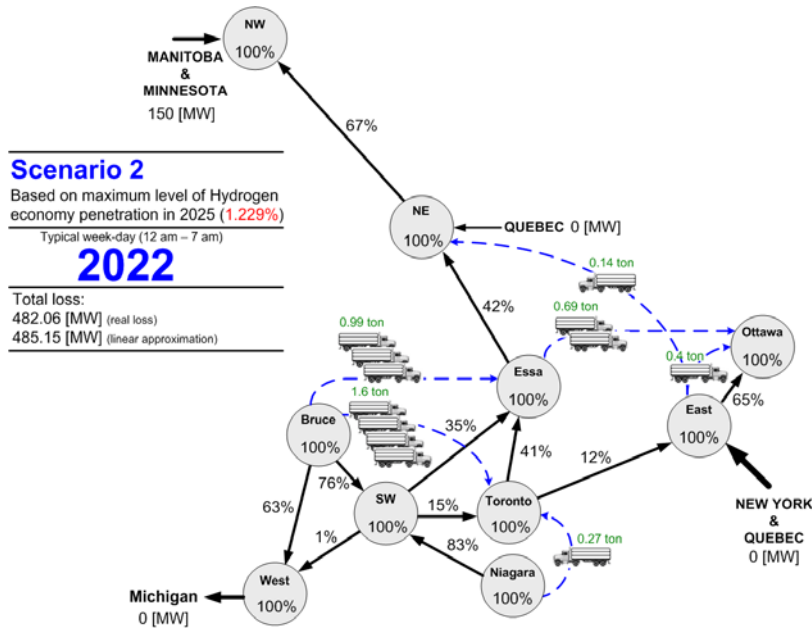 NW
100%
MANITOBA
&
MINNESOTA
150 [MW]
67%
Scenario 2
Based on maximum level of Hydrogen
economy penetration in 2025 (1.229%)
Typical week-day (12 am – 7 am)
2022
Total loss:
482.06 [MW] (real loss)
485.15 [MW] (linear approximation)
NE
100%
QUEBEC 0 [MW]
0.14 ton
42%
0.69 ton
0.99 ton
Ottawa
100%
Essa
100%
0.4 ton
65%
1.6 ton
35%
Bruce
100%
East
100%
41%
12%
76%
63%
SW
100%
15%
Toronto
100%
NEW YORK
&
QUEBEC
0 [MW]
1%
83%
0.27 ton
West
100%
Niagara
100%
Michigan
0 [MW]